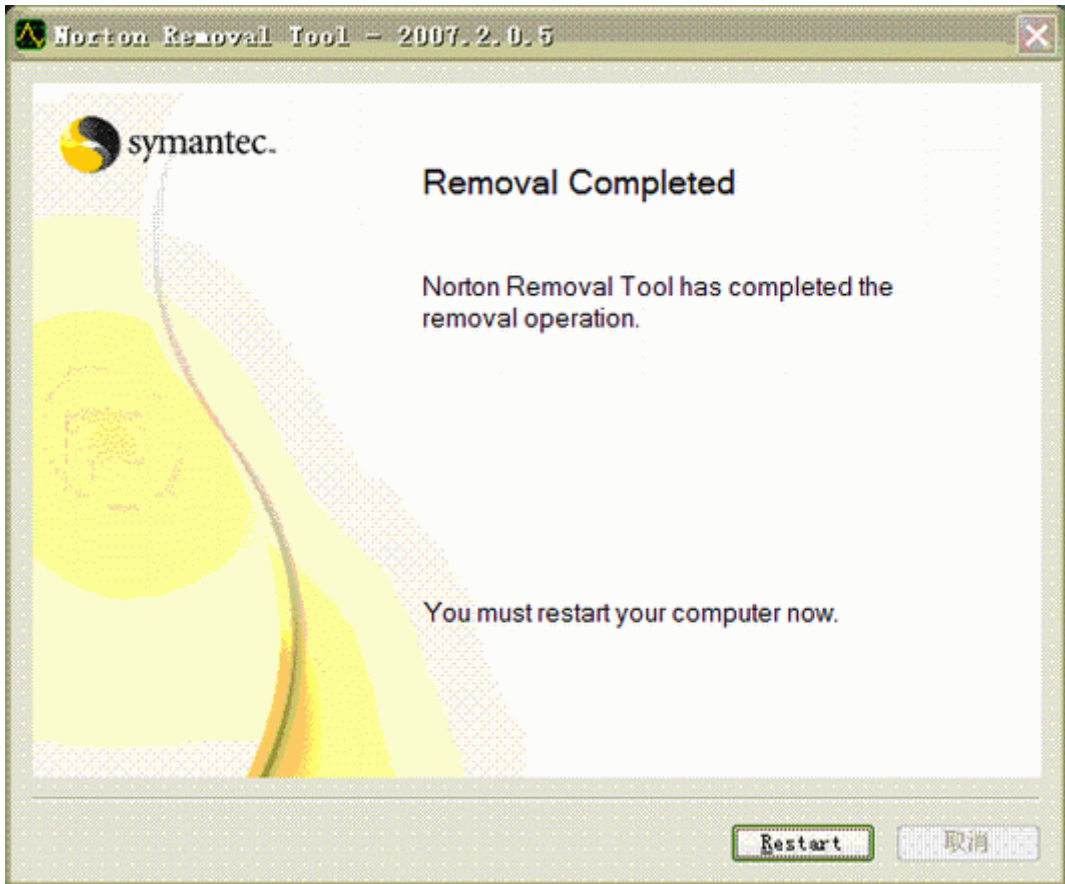 Norton Removal Tool - 2007.2.0.5
symantec.
Removal Completed
Norton Removal Tool has completed the
removal operation.
You must restart your computer now.
Restart
取消